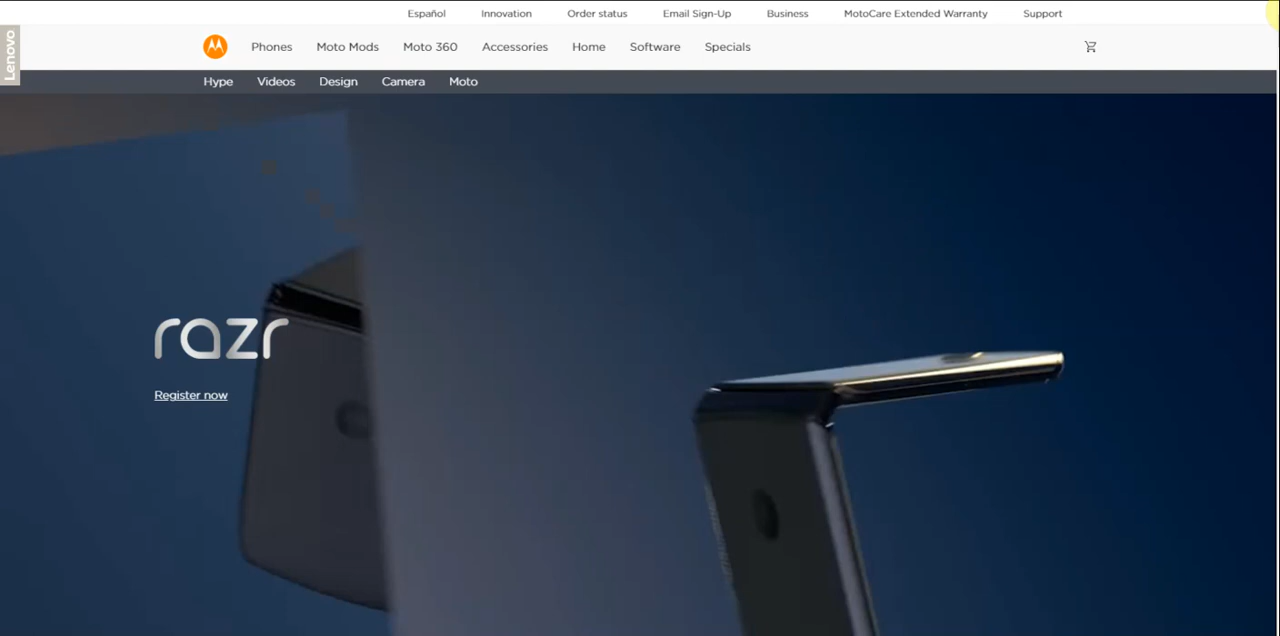 Español Innovation Order status Email Sign-Up Business MotoCare Extended Warranty Support
Lenovo
Phones Moto Mods Moto 360 Accessories Home Software Specials
Hype Videos Design Camera Moto
razr
Register now